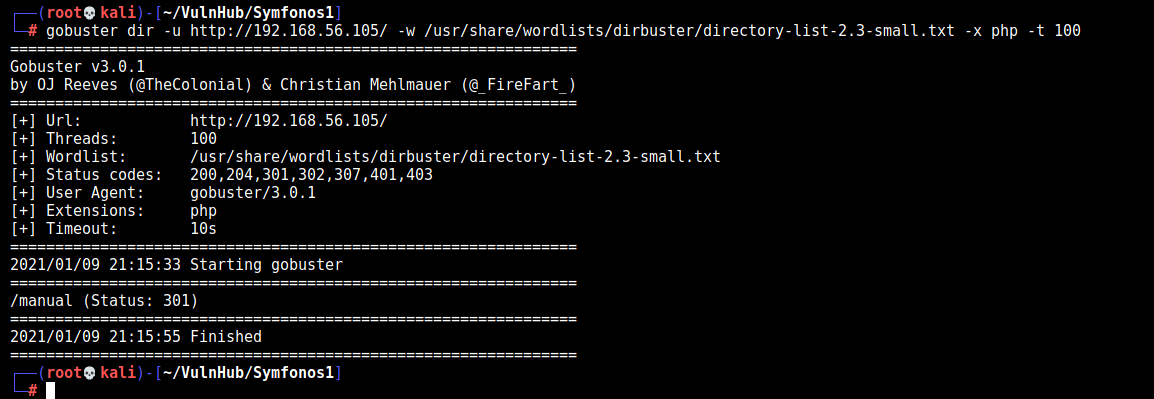 ┌──(root💀kali)-[~/VulnHub/Symfonos1]
└─# gobuster dir -u http://192.168.56.105/ -w /usr/share/wordlists/dirbuster/directory-list-2.3-small.txt -x php -t 100
===============================================================
Gobuster v3.0.1
by OJ Reeves (@TheColonial) & Christian Mehlmauer (@_FireFart_)
===============================================================
[+] Url:            http://192.168.56.105/
[+] Threads:        100
[+] Wordlist:       /usr/share/wordlists/dirbuster/directory-list-2.3-small.txt
[+] Status codes:   200,204,301,302,307,401,403
[+] User Agent:     gobuster/3.0.1
[+] Extensions:     php
[+] Timeout:        10s
===============================================================
2021/01/09 21:15:33 Starting gobuster
===============================================================
/manual (Status: 301)
===============================================================
2021/01/09 21:15:55 Finished
===============================================================
┌──(root💀kali)-[~/VulnHub/Symfonos1]
└─#